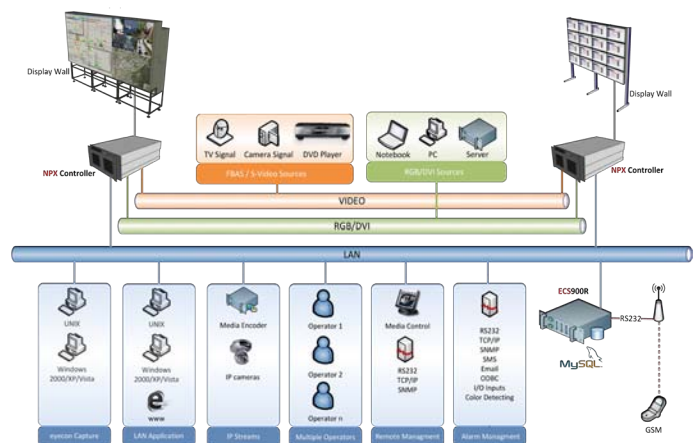 Display Wall
Display Wall
TV Signal
Camera Signal
DVD Player
FBAS / S-Video Sources
Notebook
PC
Server
RGB/DVI Sources
NPX Controller
NPX Controller
VIDEO
RGB/DVI
LAN
UNIX
Windows
2000/XP/Vista
eyecon Capture
UNIX
Windows
2000/XP/Vista
www
LAN Application
Media Encoder
IP cameras
IP Streams
Operator 1
Operator 2
Operator n
Multiple Operators
Media Control
RS232
TCP/IP
SNMP
Remote Managment
RS232
TCP/IP
SNMP
SMS
Email
ODBC
I/O Inputs
Color Detecting
Alarm Managment
ECS900R
RS232
MySQL
GSM